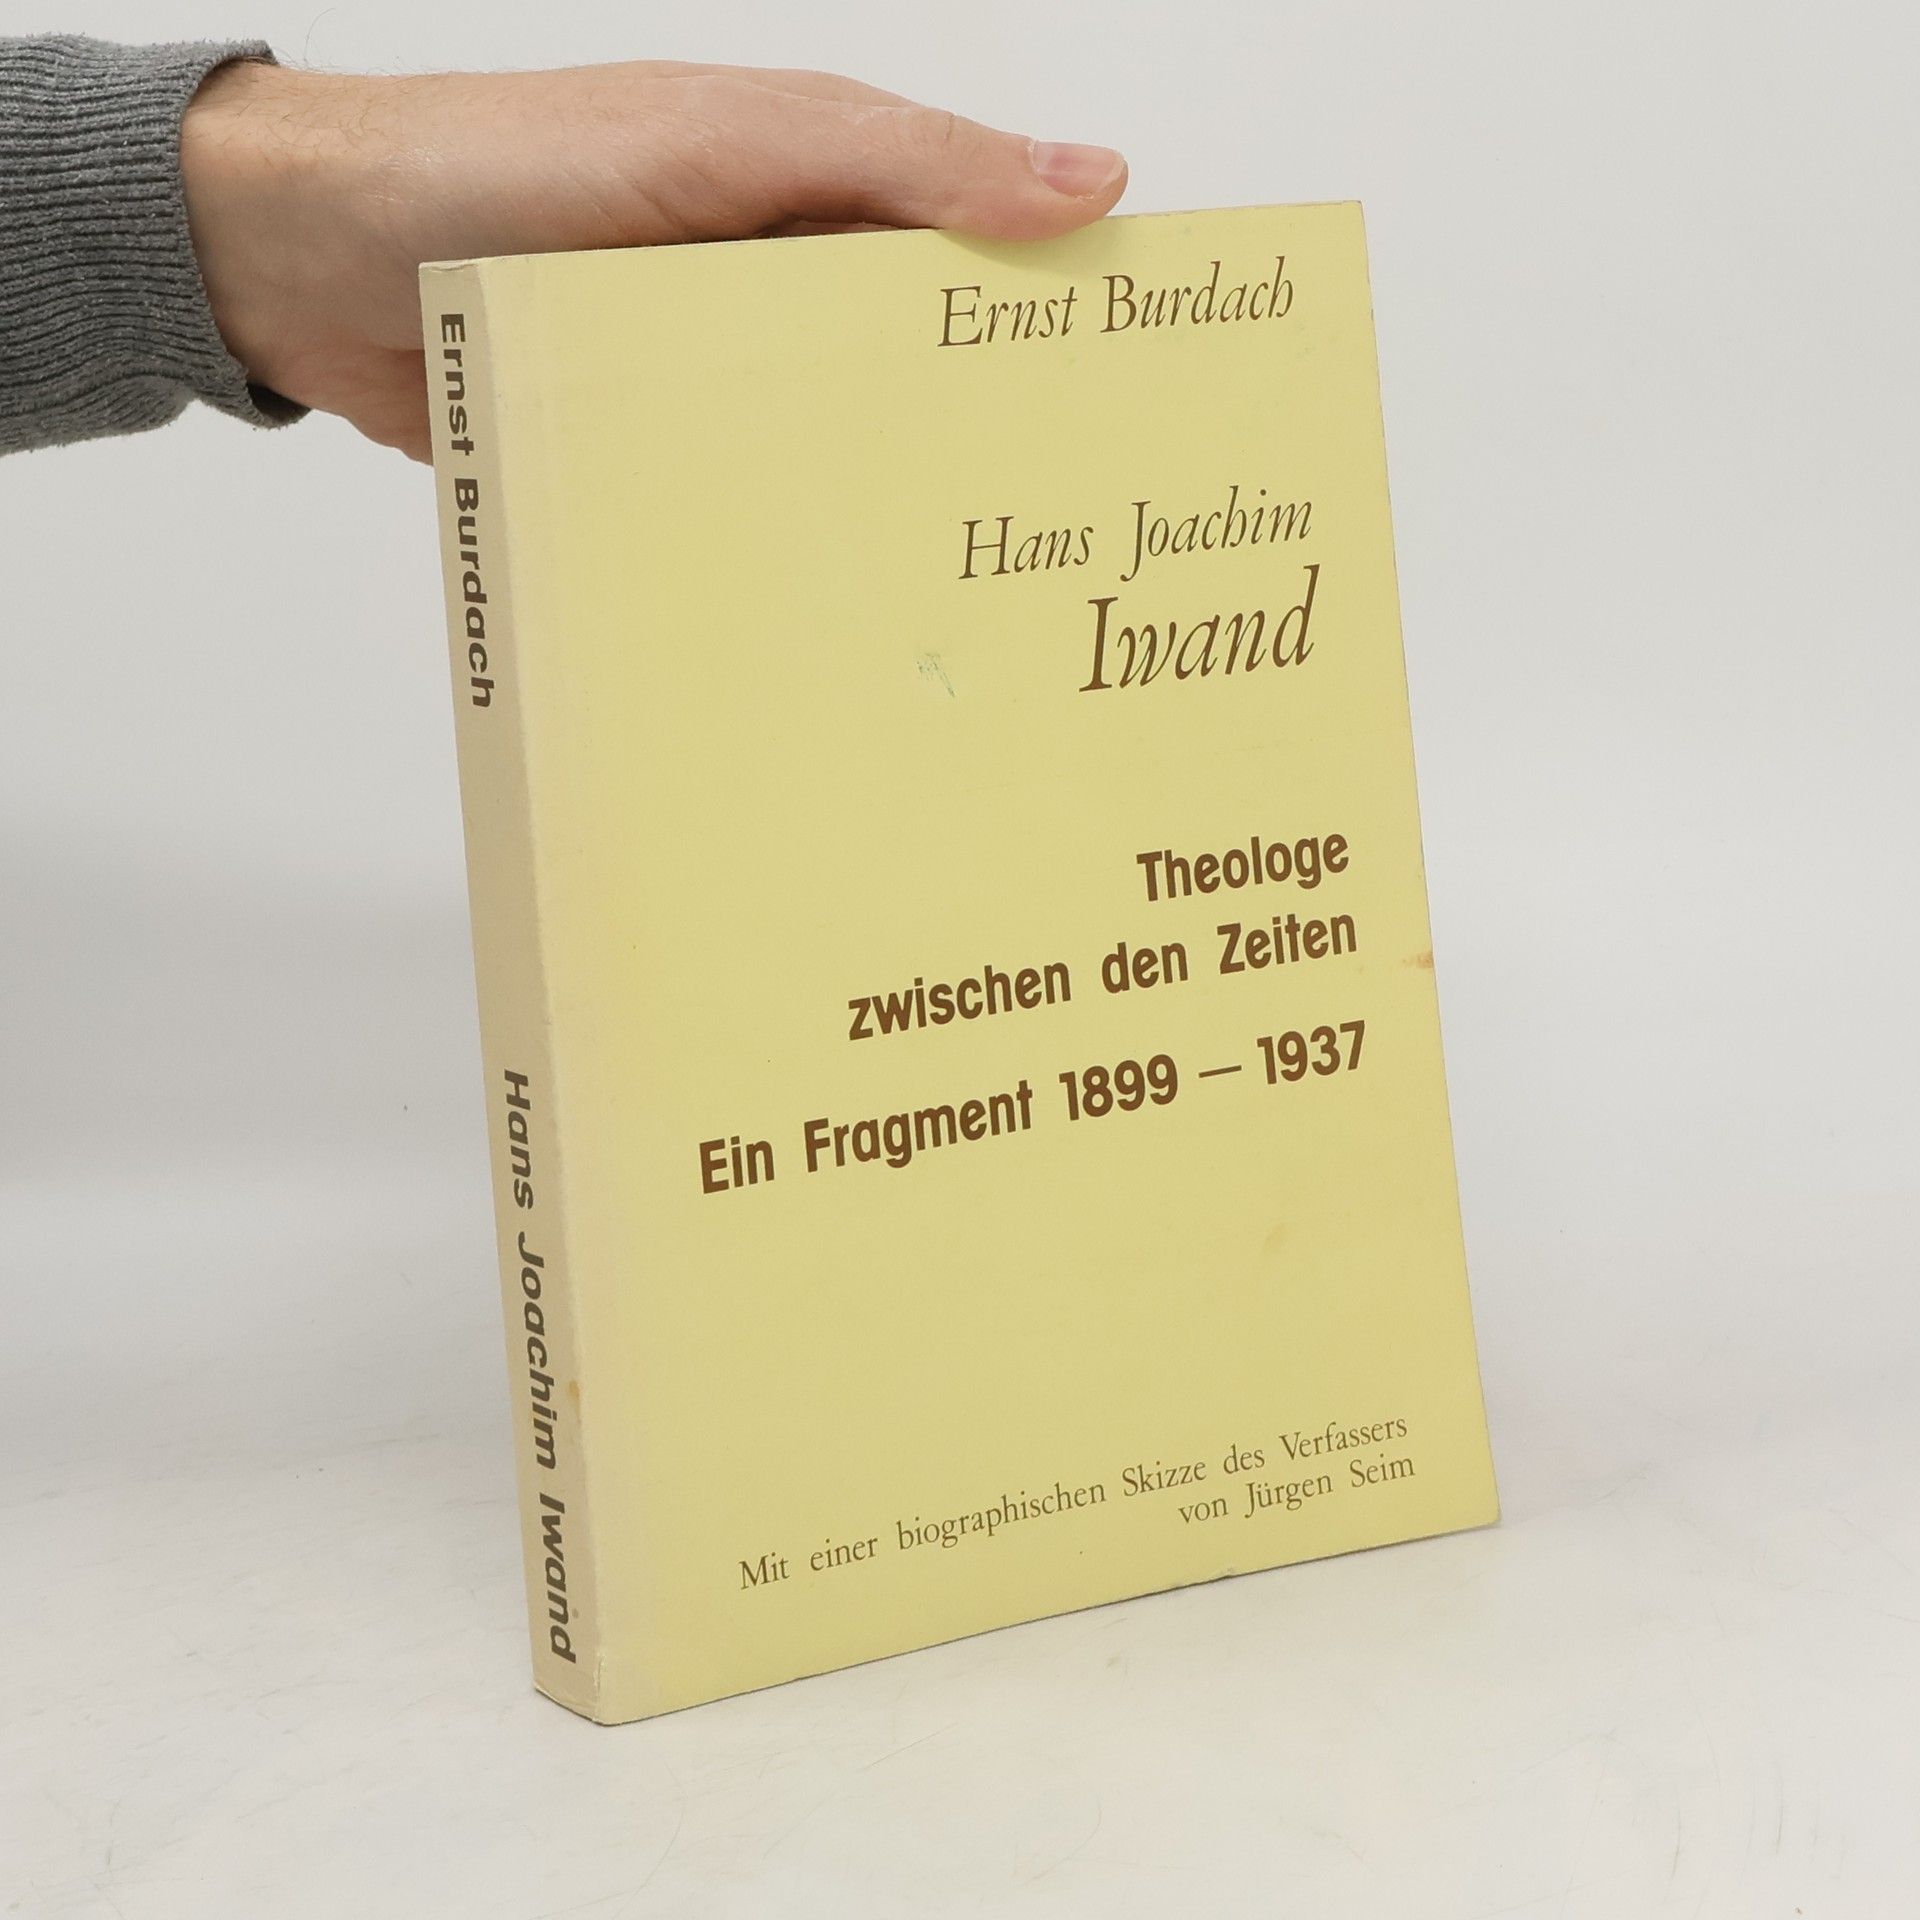 Ernst Burdach
Hans Joachim
Iwand
Theologe
zwischen den Zeiten
Ein Fragment 1899 – 1937
Mit einer biographischen Skizze des Verfassers
von Jürgen Seim
Ernst Burdach
Hans Joachim Iwand